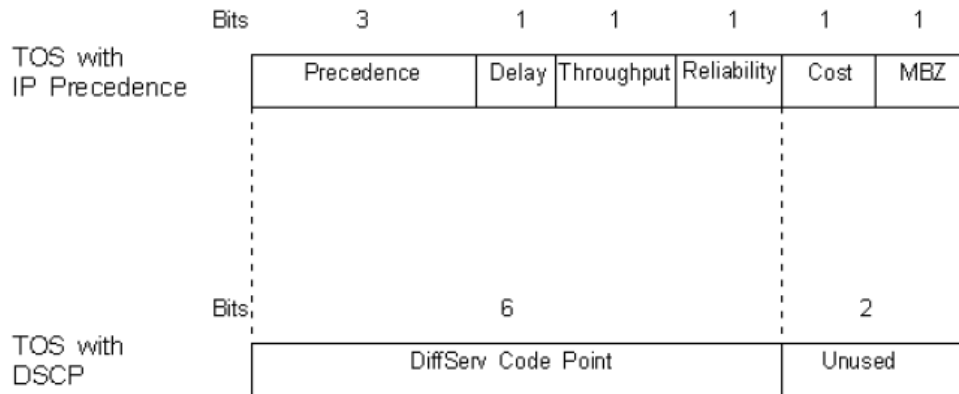 Bits 3 1 1 1 1 1
TOS with
IP Precedence
Precedence Delay Throughput Reliability Cost MBZ
Bits 6 2
TOS with
DSCP
DiffServ Code Point Unused